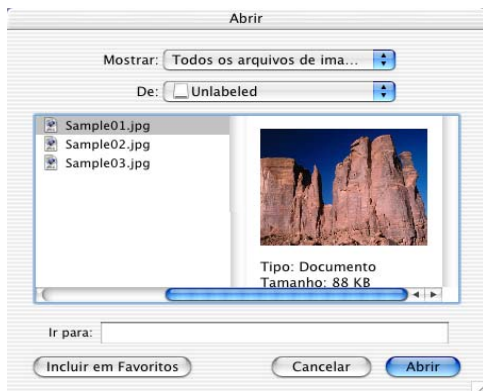 Abrir
Mostrar: Todos os arquivos de ima...
De: Unlabeled
Sample01.jpg
Sample02.jpg
Sample03.jpg
Tipo: Documento
Tamanho: 88 KB
Ir para:
Incluir em Favoritos Cancelar Abrir